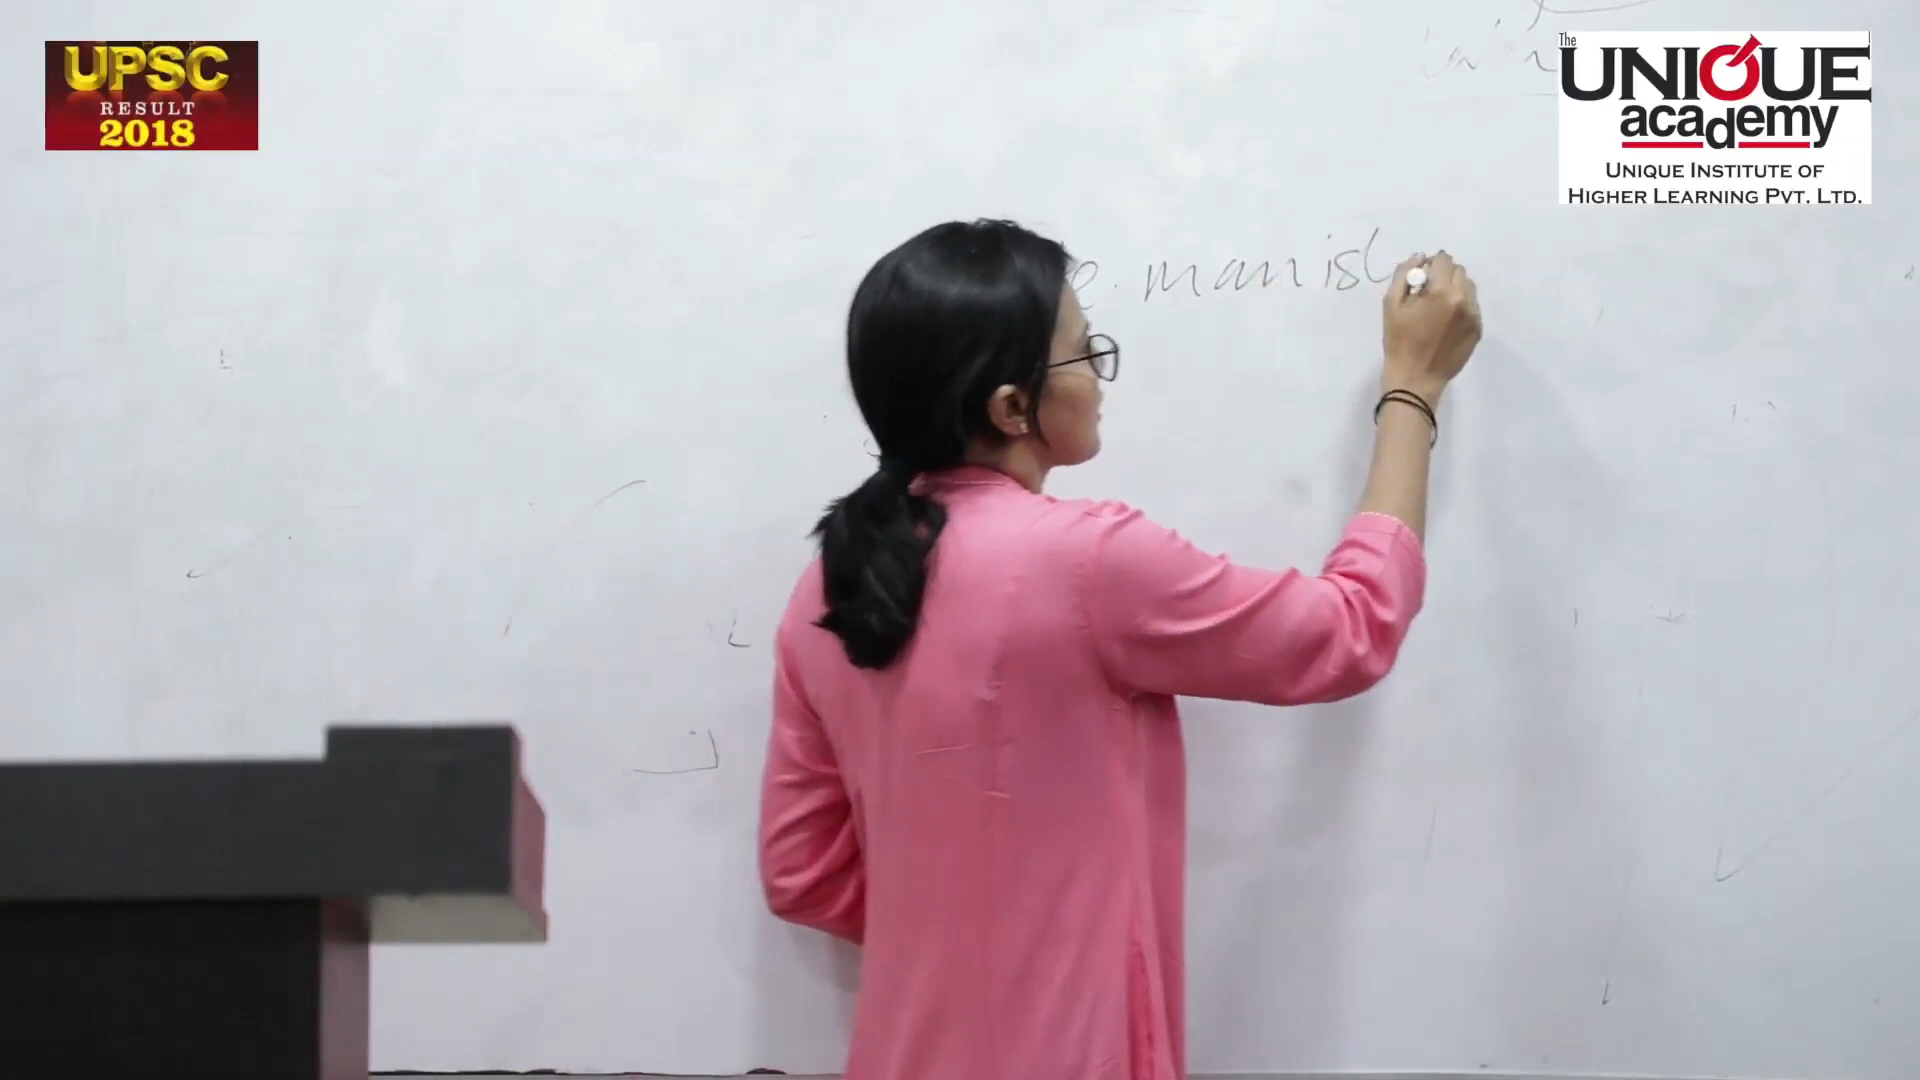 UPSC
RESULT
2018
The
UNIQUE
academy
UNIQUE INSTITUTE OF
HIGHER LEARNING PVT. LTD.
e. manish